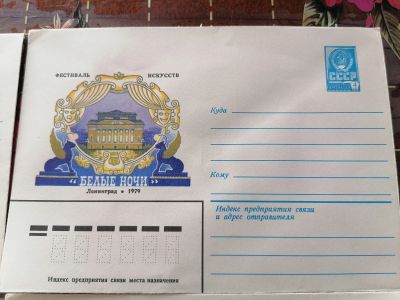 ФЕСТИВАЛЬ ИСКУССТВ
"БЕЛЫЕ НОЧИ"
Ленинград • 1979
СССР
Куда
Кому
Индекс предприятия связи
и адрес отправителя
Индекс предприятия связи места назначения